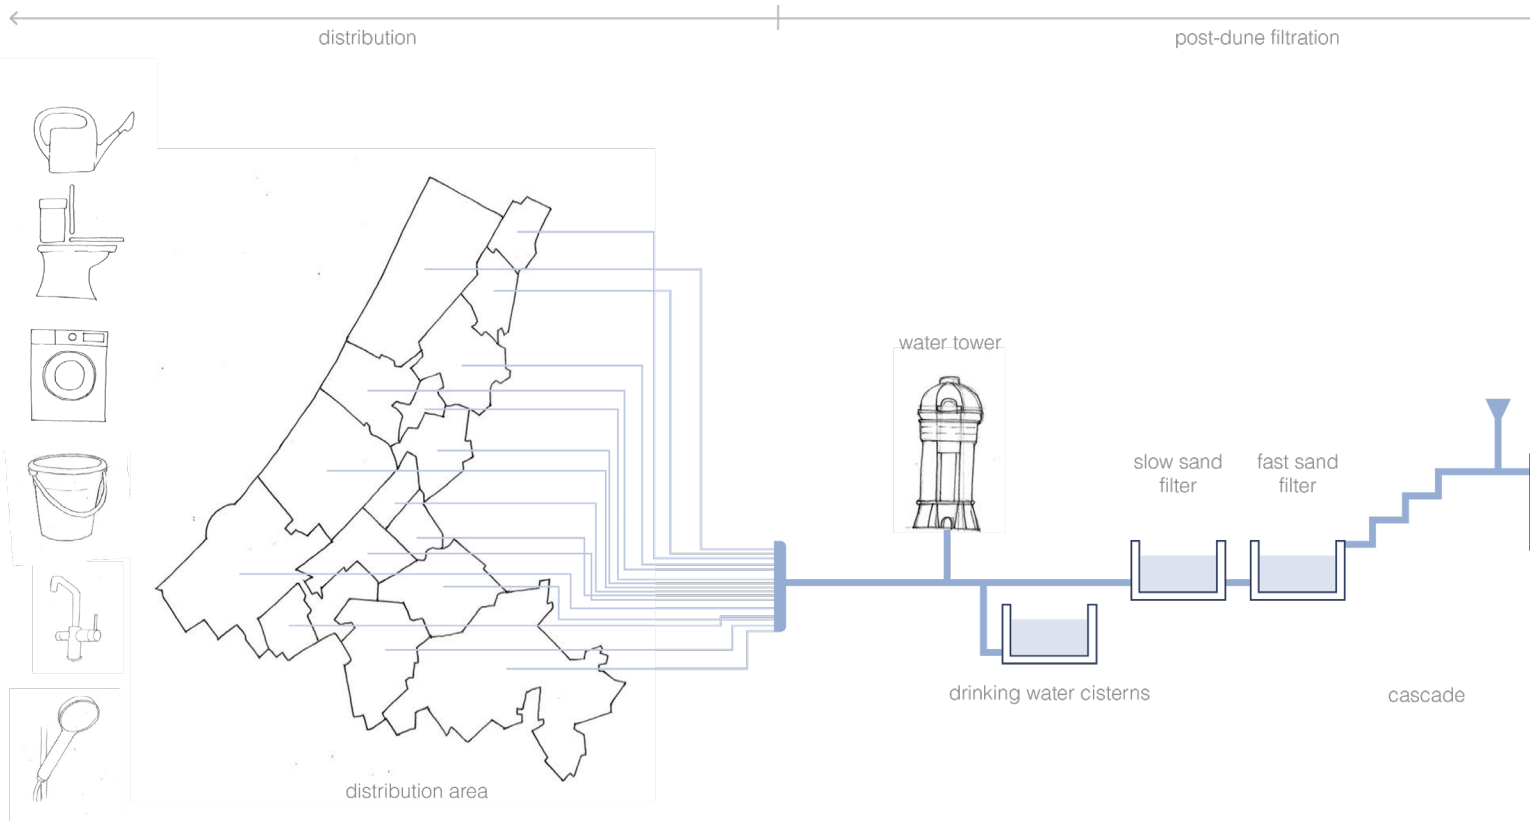 distribution
post-dune filtration
water tower
slow sand
filter
fast sand
filter
drinking water cisterns
cascade
distribution area